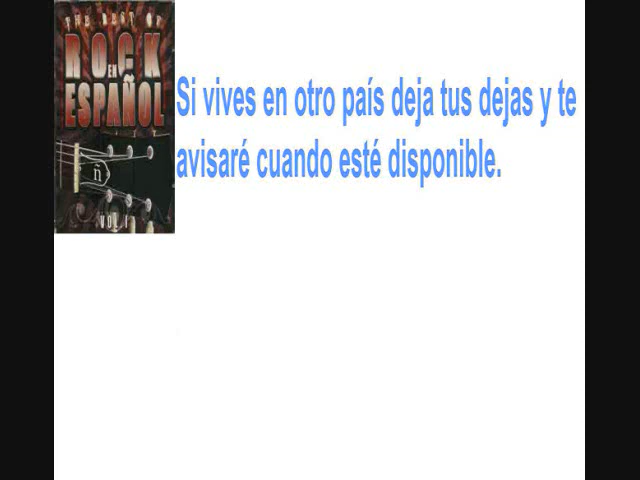 THE BEST OF
ROCK
EN
ESPAÑOL
ñ
VOL I
Si vives en otro país deja tus dejas y te
avisaré cuando esté disponible.